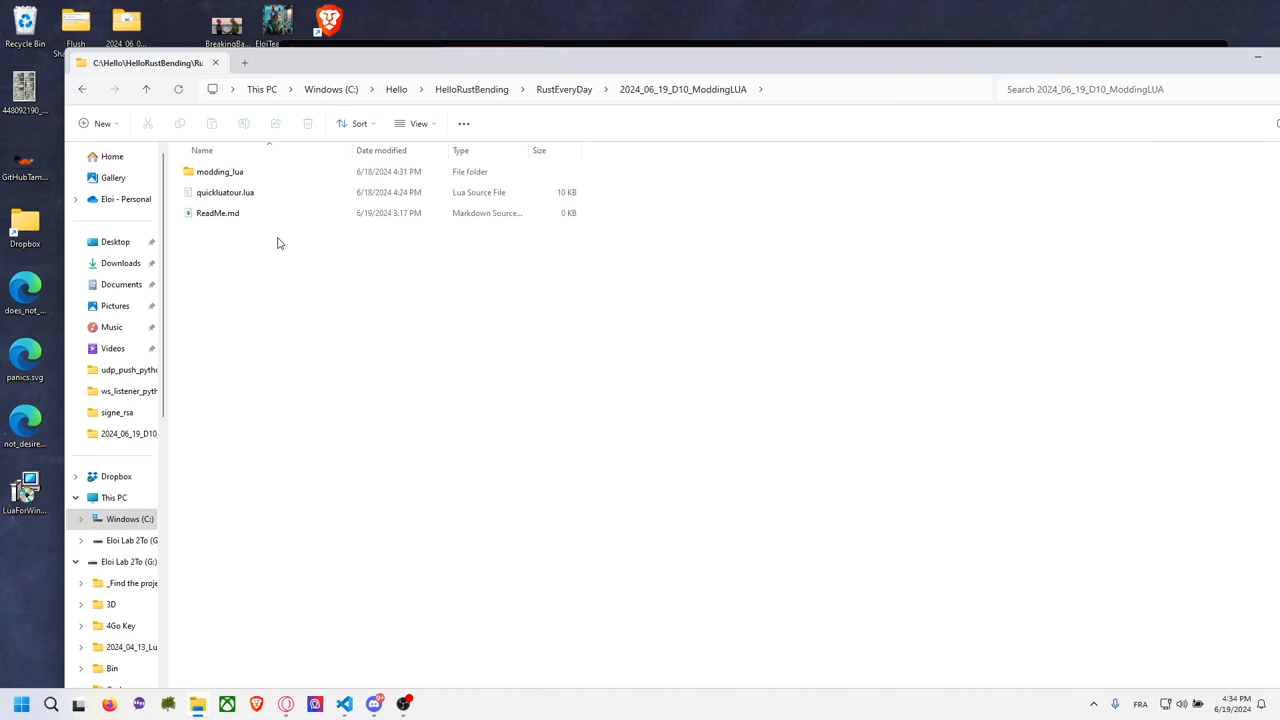 Recycle Bin
Flush
2024_06_0...
BreakingBa...
EloiTea
Sha
C:\Hello\HelloRustBending\Ru
This PC
Windows (C:)
Hello
HelloRustBending
RustEveryDay
2024_06_19_D10_ModdingLUA
Search 2024_06_19_D10_ModdingLUA
New
Sort
View
448092190_...
GitHubTam...
Dropbox
does_not_...
panics.svg
not_desire...
LuaForWin...
Home
Gallery
Eloi - Personal
Desktop
Downloads
Documents
Pictures
Music
Videos
udp_push_pytho
ws_listener_pyth
signe_rsa
2024_06_19_D10_
Dropbox
This PC
Windows (C:)
Eloi Lab 2To (G
Eloi Lab 2To (G:)
_Find the proje
3D
4Go Key
2024_04_13_Lu
Bin
Name
Date modified
Type
Size
modding_lua
6/18/2024 4:31 PM
File folder
quickluatour.lua
6/18/2024 4:24 PM
Lua Source File
10 KB
ReadMe.md
6/19/2024 3:17 PM
Markdown Source...
0 KB
FRA
4:34 PM
6/19/2024